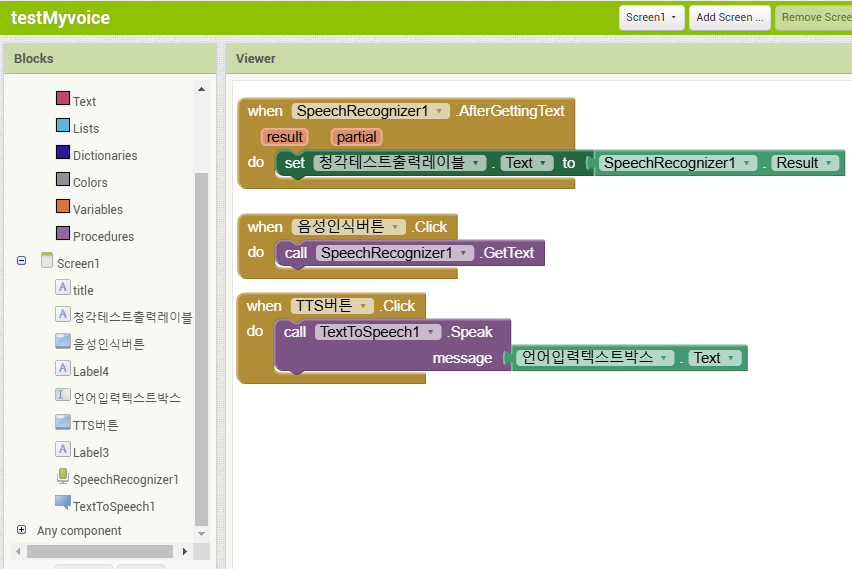 testMyvoice
Screen1
Add Screen ...
Remove Scree
Blocks
Viewer
Text
Lists
Dictionaries
Colors
Variables
Procedures
Screen1
title
청각테스트출력레이블
음성인식버튼
Label4
언어입력텍스트박스
TTS버튼
Label3
SpeechRecognizer1
TextToSpeech1
Any component
when SpeechRecognizer1 .AfterGettingText
result partial
do set 청각테스트출력레이블 . Text to SpeechRecognizer1 . Result
when 음성인식버튼 .Click
do call SpeechRecognizer1 .GetText
when TTS버튼 .Click
do call TextToSpeech1 .Speak
message 언어입력텍스트박스 . Text